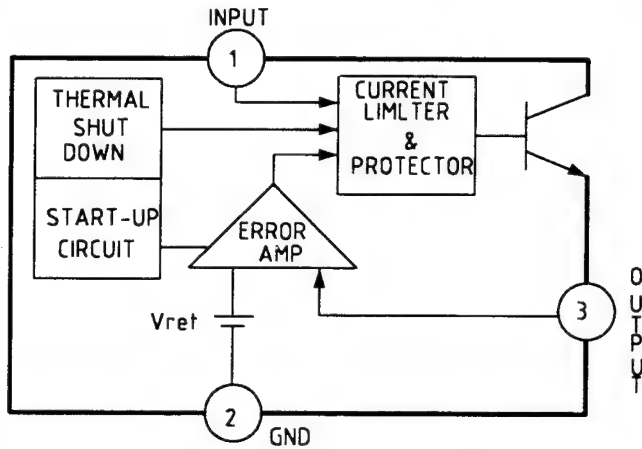 INPUT
1
THERMAL
SHUT
DOWN
START-UP
CIRCUIT
CURRENT
LIMLTER
&
PROTECTOR
ERROR
AMP
Vret
2
GND
3
OUTPUT